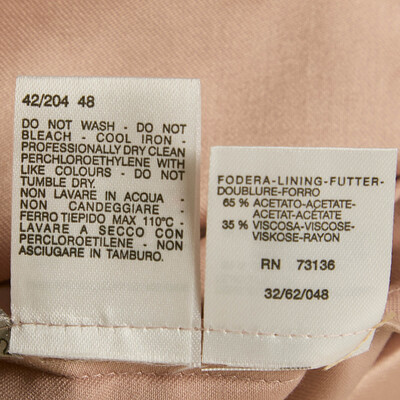 42/204 48
DO NOT WASH - DO NOT
BLEACH - COOL IRON -
PROFESSIONALLY DRY CLEAN
PERCHLOROETHYLENE WITH
LIKE COLOURS - DO NOT
TUMBLE DRY.
NON LAVARE IN ACQUA -
NON CANDEGGIARE -
FERRO TIEPIDO MAX 110°C -
LAVARE A SECCO CON
PERCLOROETILENE - NON
ASCIUGARE IN TAMBURO.
FODERA-LINING-FUTTER-
DOUBLURE-FORRO
65 % ACETATO-ACETATE-
ACETAT-ACÉTATE
35 % VISCOSA-VISCOSE-
VISKOSE-RAYON
RN 73136
32/62/048